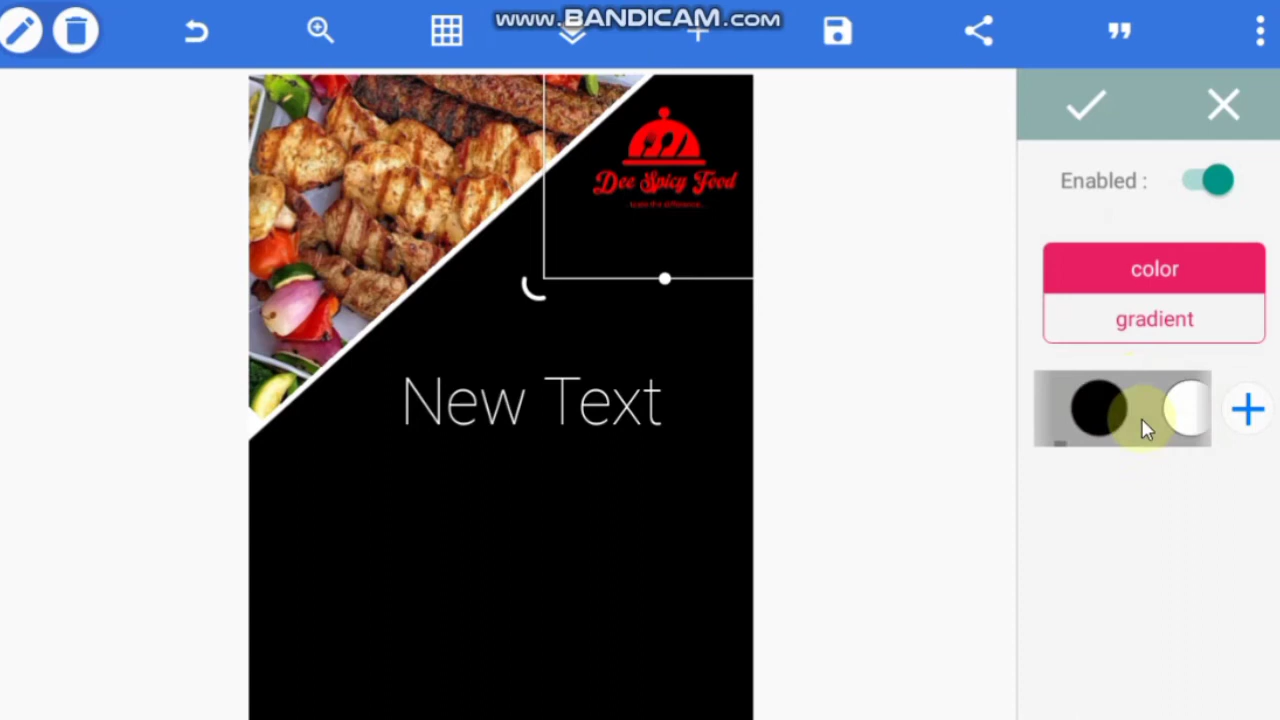 www.BANDICAM.com
Enabled :
color
gradient
Dee Spicy Food
New Text